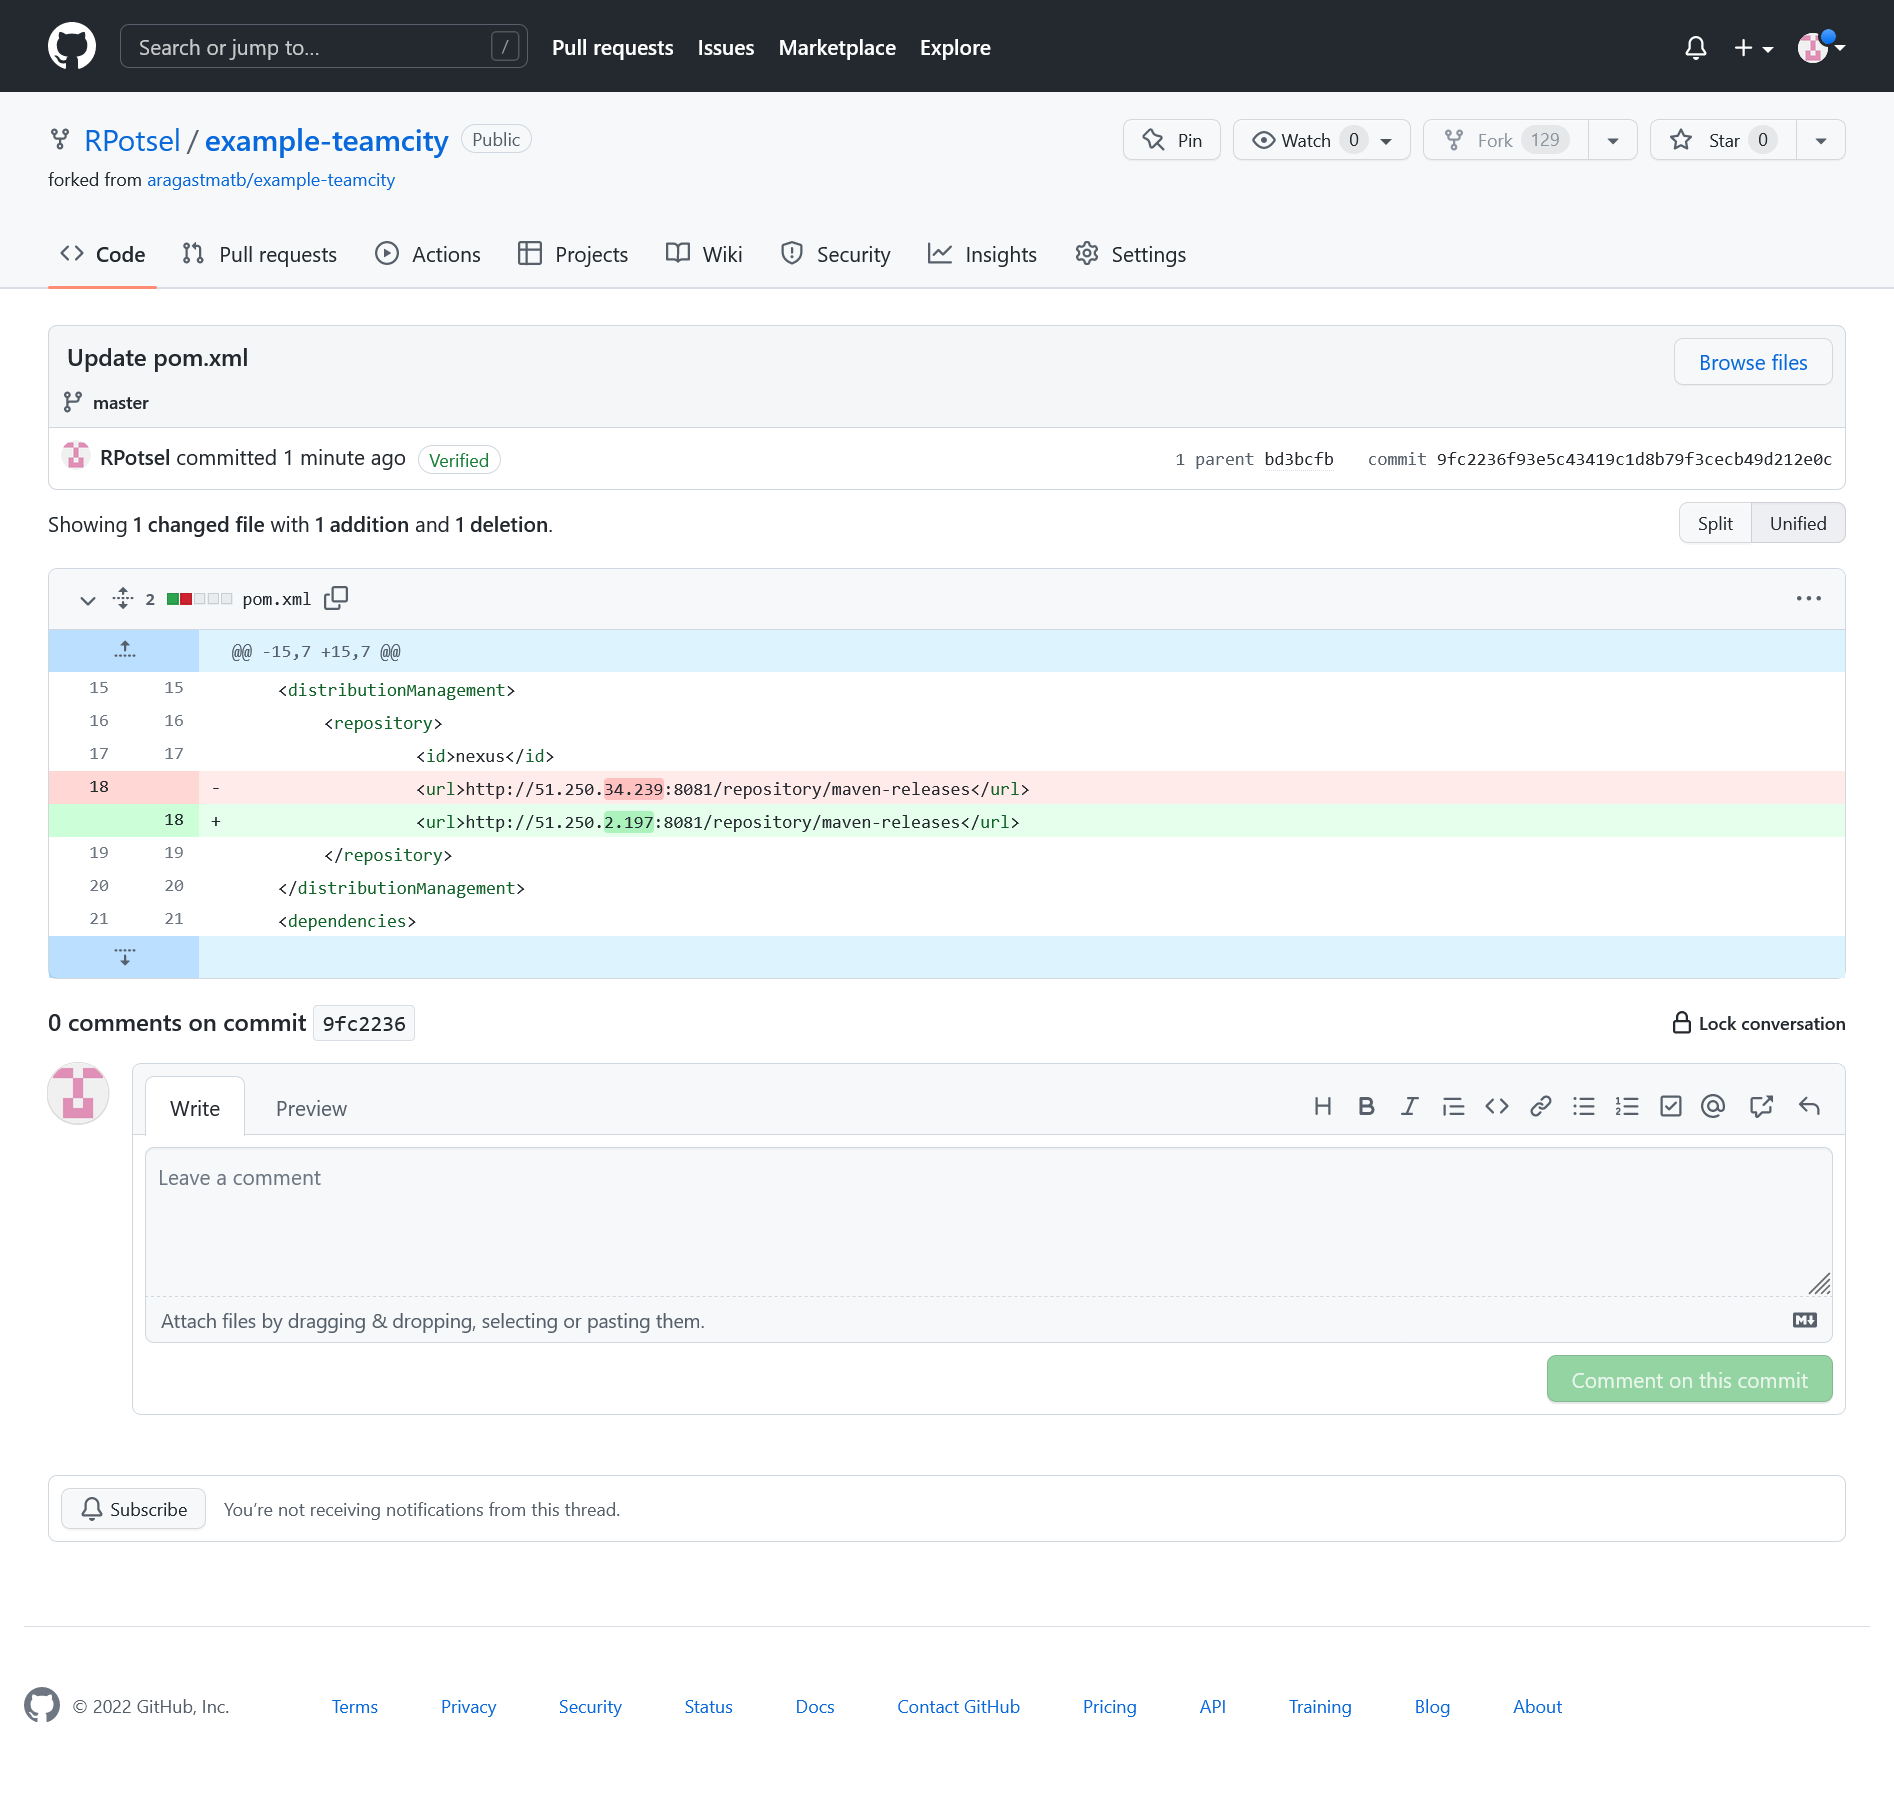 Search or jump to... / Pull requests Issues Marketplace Explore
RPotsel / example-teamcity Public Pin Watch 0 Fork 129 Star 0
forked from aragastmatb/example-teamcity
Code Pull requests Actions Projects Wiki Security Insights Settings
Update pom.xml Browse files
master
RPotsel committed 1 minute ago Verified 1 parent bd3bcfb commit 9fc2236f93e5c43419c1d8b79f3cecb49d212e0c
Showing 1 changed file with 1 addition and 1 deletion. Split Unified
2 pom.xml
@@ -15,7 +15,7 @@
15 15 <distributionManagement>
16 16 <repository>
17 17 <id>nexus</id>
18 - <url>http://51.250.34.239:8081/repository/maven-releases</url>
18 + <url>http://51.250.2.197:8081/repository/maven-releases</url>
19 19 </repository>
20 20 </distributionManagement>
21 21 <dependencies>
0 comments on commit 9fc2236 Lock conversation
Write Preview
Leave a comment
Attach files by dragging & dropping, selecting or pasting them.
Comment on this commit
Subscribe You're not receiving notifications from this thread.
© 2022 GitHub, Inc. Terms Privacy Security Status Docs Contact GitHub Pricing API Training Blog About